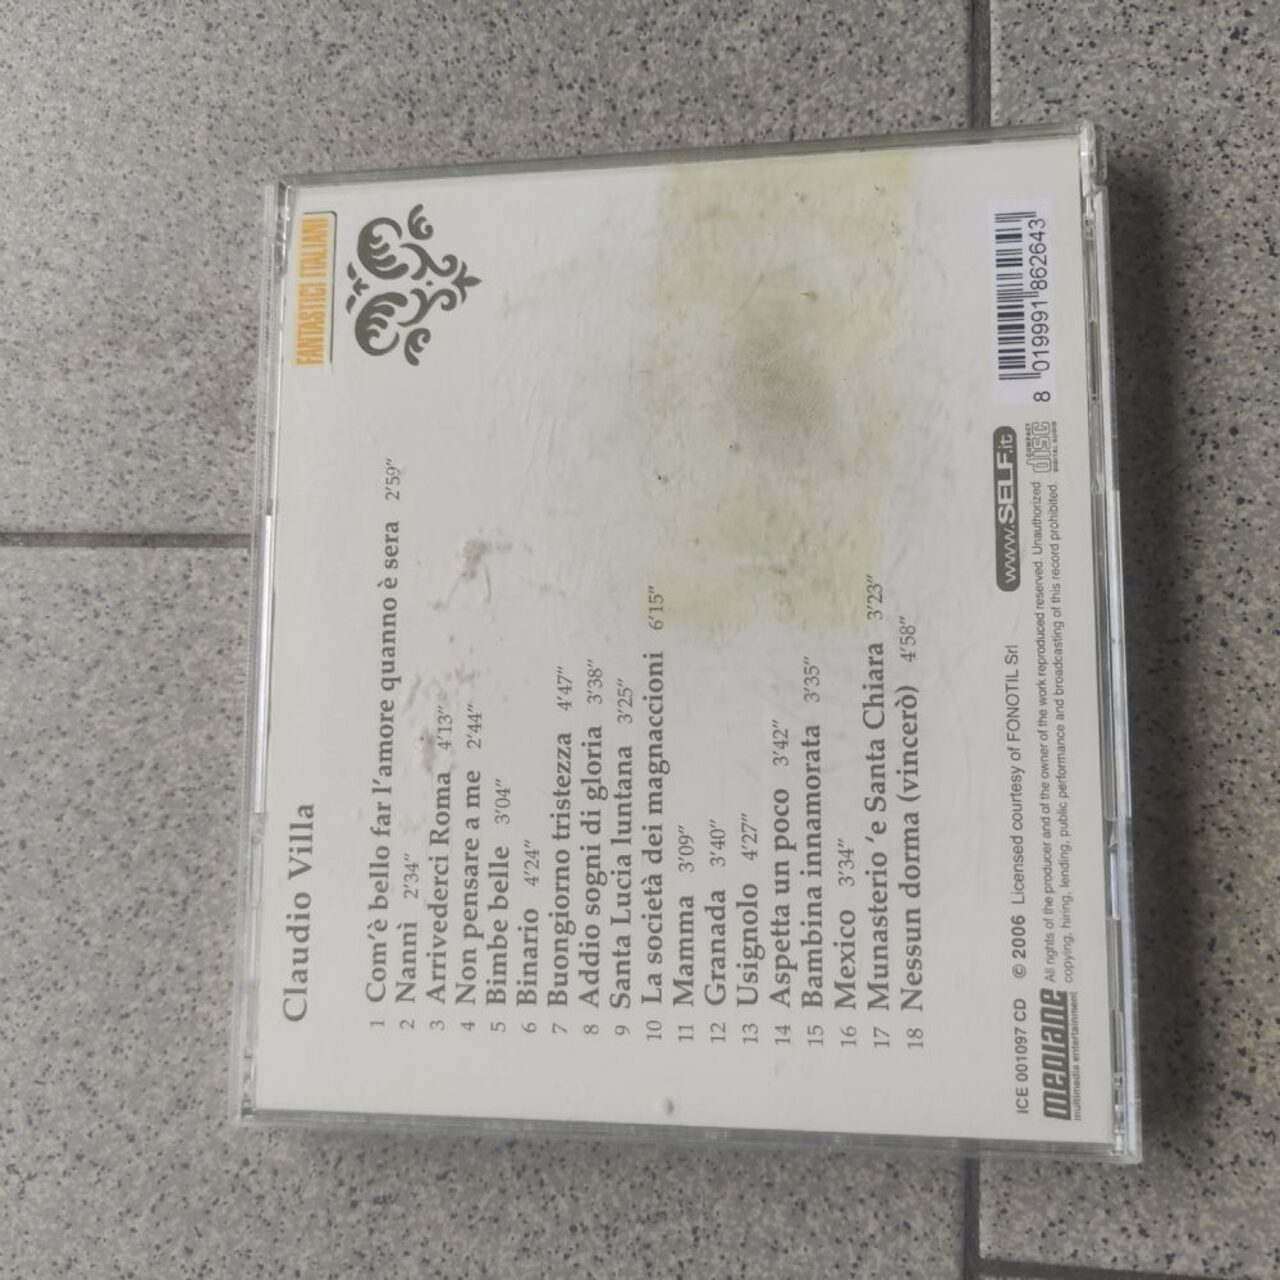 Claudio Villa
FANTASTICI ITALIANI
1 Com'è bello far l'amore quanno è sera 2'59"
2 Nannì 2'34"
3 Arrivederci Roma 4'13"
4 Non pensare a me 2'44"
5 Bimbe belle 3'04"
6 Binario 4'24"
7 Buongiorno tristezza 4'47"
8 Addio sogni di gloria 3'38"
9 Santa Lucia luntana 3'25"
10 La società dei magnaccioni 6'15"
11 Mamma 3'09"
12 Granada 3'40"
13 Usignolo 4'27"
14 Aspetta un poco 3'42"
15 Bambina innamorata 3'35"
16 Mexico 3'34"
17 Munasterio 'e Santa Chiara 3'23"
18 Nessun dorma (vincerò) 4'58"
ICE 001097 CD © 2006 Licensed courtesy of FONOTIL Srl
www.SELF.it
MEDIANE
multimedia entertainment
All rights of the producer and of the owner of the work reproduced reserved. Unauthorized
copying, hiring, lending, public performance and broadcasting of this record prohibited.
COMPACT
disc
DIGITAL AUDIO
8 019991 862643